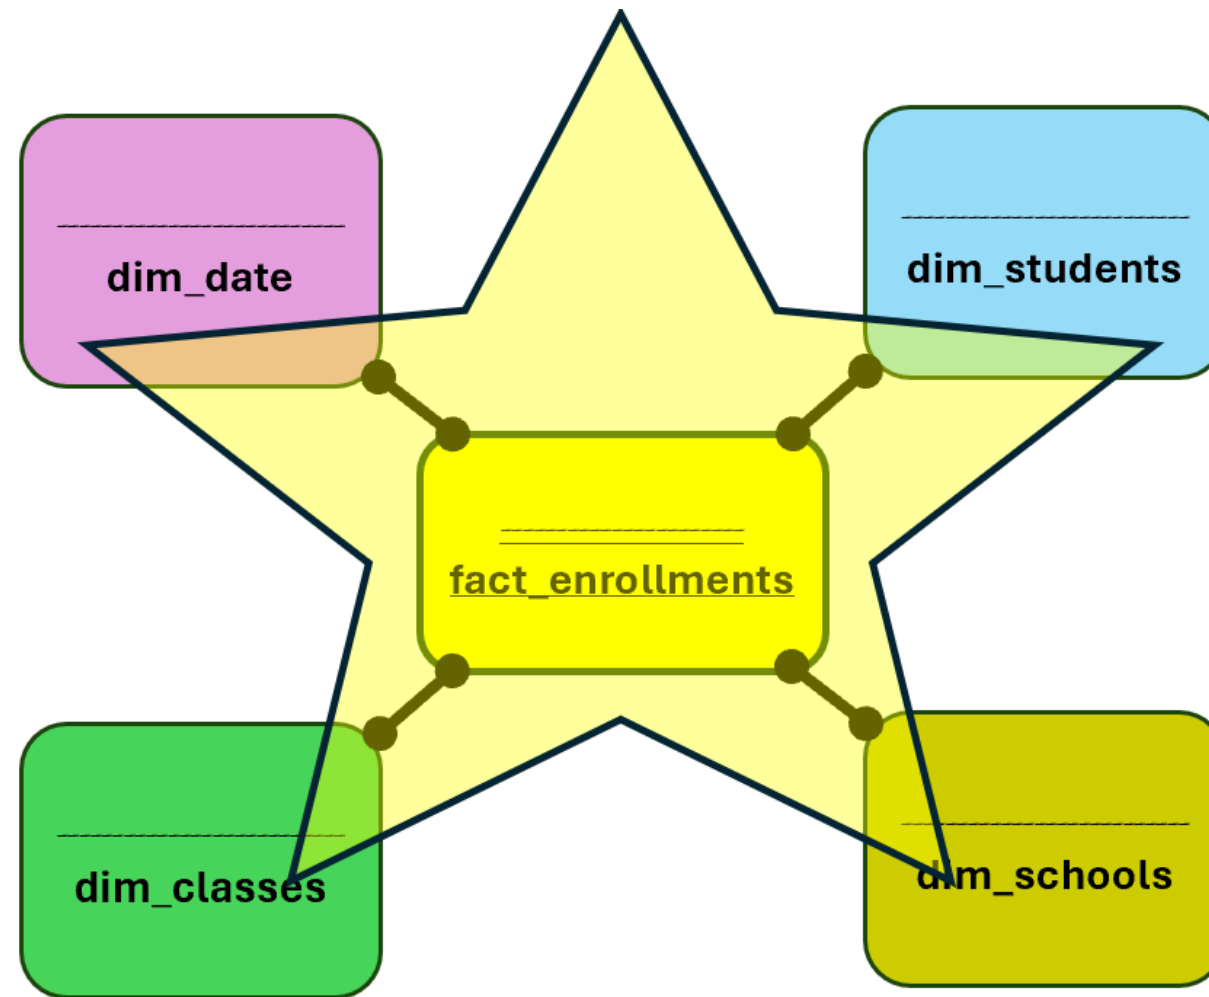 dim_date
dim_students
fact_enrollments
dim_classes
dim_schools